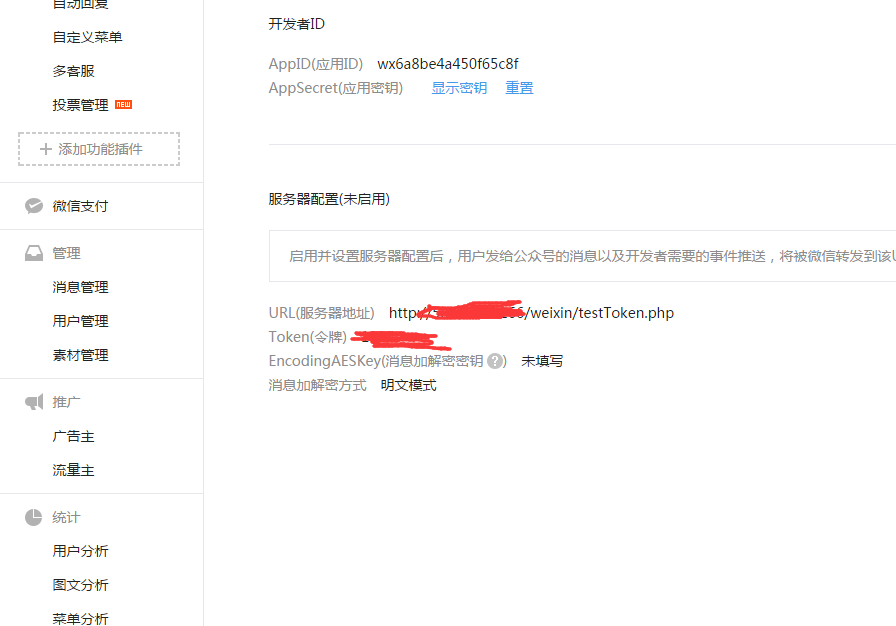 自动回复
自定义菜单
多客服
投票管理 NEW
添加功能插件
微信支付
管理
消息管理
用户管理
素材管理
推广
广告主
流量主
统计
用户分析
图文分析
菜单分析
开发者ID
AppID(应用ID) wx6a8be4a450f65c8f
AppSecret(应用密钥) 显示密钥 重置
服务器配置(未启用)
启用并设置服务器配置后，用户发给公众号的消息以及开发者需要的事件推送，将被微信转发到该
URL(服务器地址) http:/ /weixin/testToken.php
Token(令牌)
EncodingAESKey(消息加解密密钥 ?) 未填写
消息加解密方式 明文模式